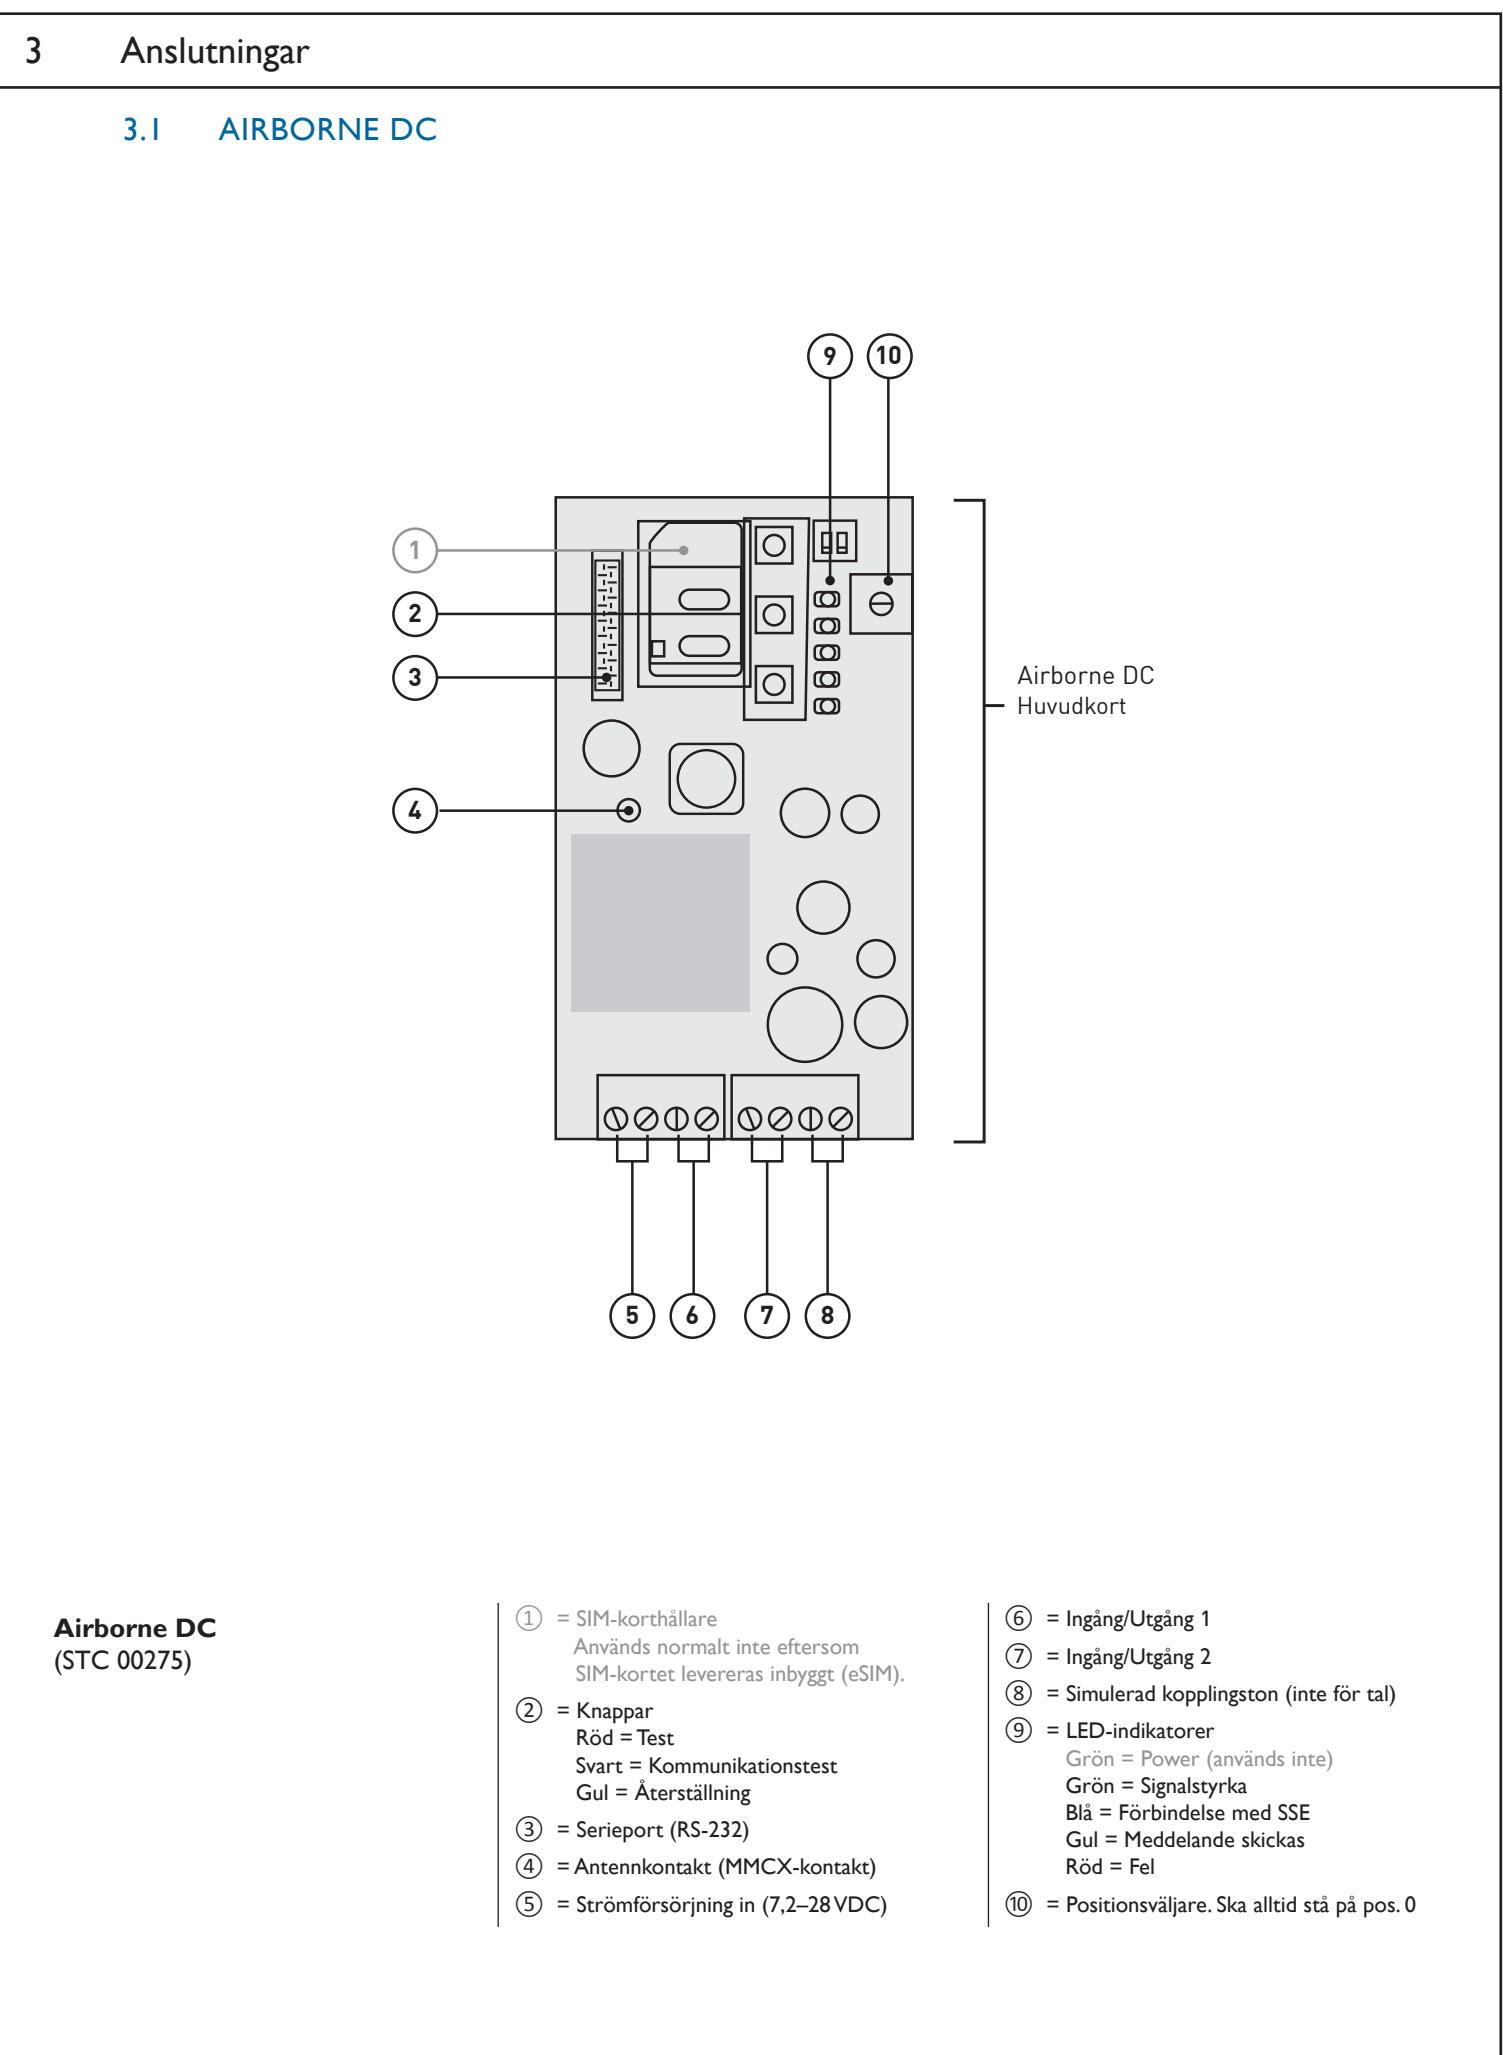 3 Anslutningar
3.1 AIRBORNE DC
9 10
1
2
3
Airborne DC
Huvudkort
4
5 6 7 8
Airborne DC
(STC 00275)
① = SIM-korthållare
Används normalt inte eftersom
SIM-kortet levereras inbyggt (eSIM).
② = Knappar
Röd = Test
Svart = Kommunikationstest
Gul = Återställning
③ = Serieport (RS-232)
④ = Antennkontakt (MMCX-kontakt)
⑤ = Strömförsörjning in (7,2–28 VDC)
⑥ = Ingång/Utgång 1
⑦ = Ingång/Utgång 2
⑧ = Simulerad kopplingston (inte för tal)
⑨ = LED-indikatorer
Grön = Power (används inte)
Grön = Signalstyrka
Blå = Förbindelse med SSE
Gul = Meddelande skickas
Röd = Fel
⑩ = Positionsväljare. Ska alltid stå på pos. 0